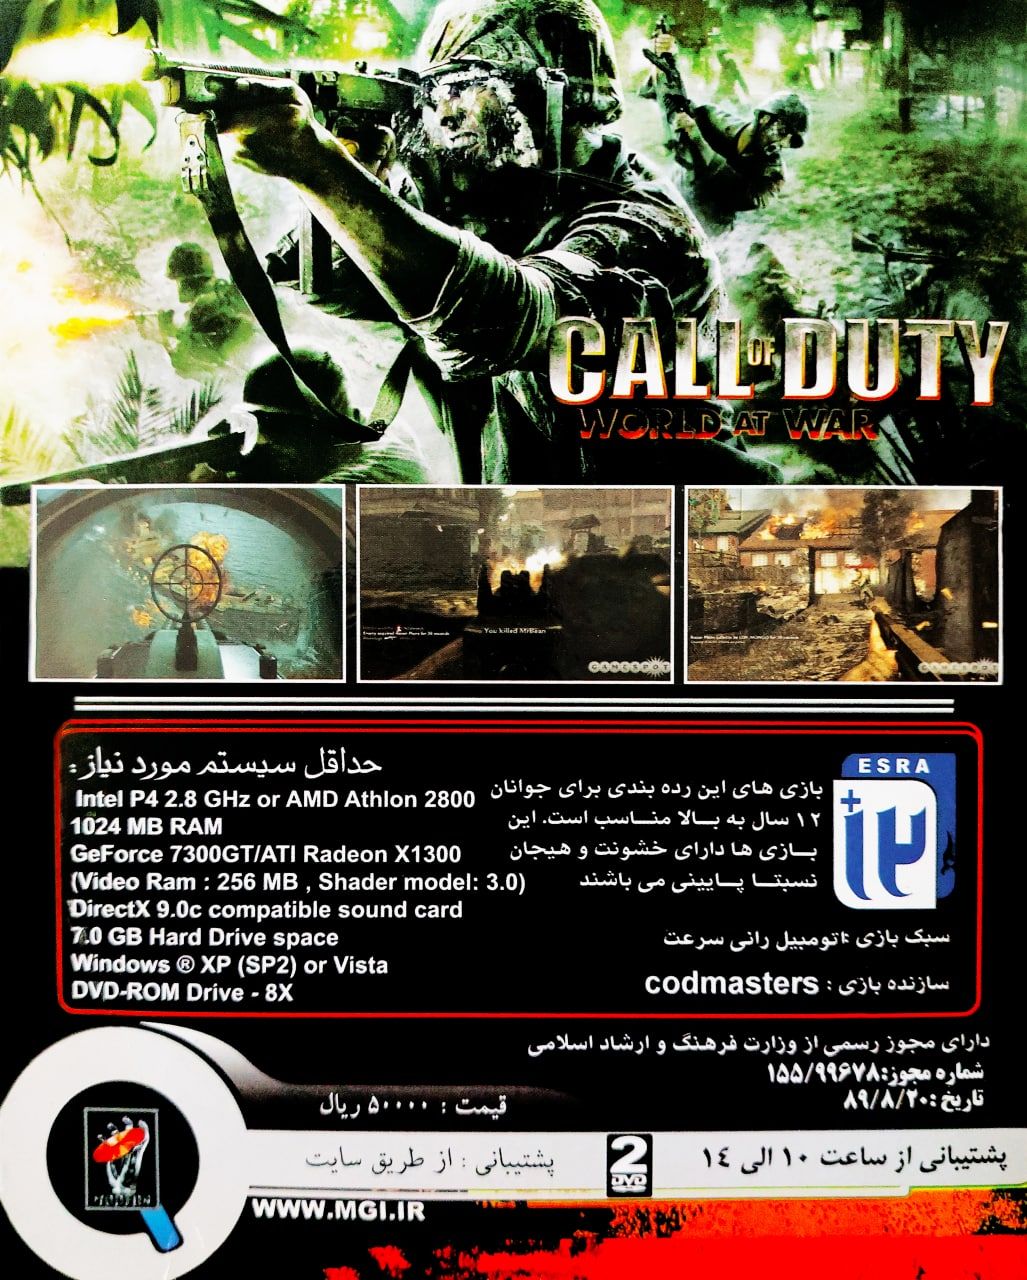 CALL OF DUTY
WORLD AT WAR
You killed MrBean
GAMESPOT
GAMESPOT
حداقل سیستم مورد نیاز :
Intel P4 2.8 GHz or AMD Athlon 2800
1024 MB RAM
GeForce 7300GT/ATI Radeon X1300
(Video Ram : 256 MB , Shader model: 3.0)
DirectX 9.0c compatible sound card
7.0 GB Hard Drive space
Windows ® XP (SP2) or Vista
DVD-ROM Drive - 8X
ESRA
+۱۲
بازی های این رده بندی برای جوانان
۱۲ سال به بالا مناسب است. این
بازی ها دارای خشونت و هیجان
نسبتا پایینی می باشند
سبک بازی :اتومبیل رانی سرعت
سازنده بازی : codmasters
دارای مجوز رسمی از وزارت فرهنگ و ارشاد اسلامی
شماره مجوز:۱۵۵/۹۹۶۷۸
تاریخ:۸۹/۸/۲۰
قیمت : ۵۰۰۰۰ ریال
پشتیبانی از ساعت ۱۰ الی ۱۴
2 DVD
پشتیبانی : از طریق سایت
WWW.MGI.IR